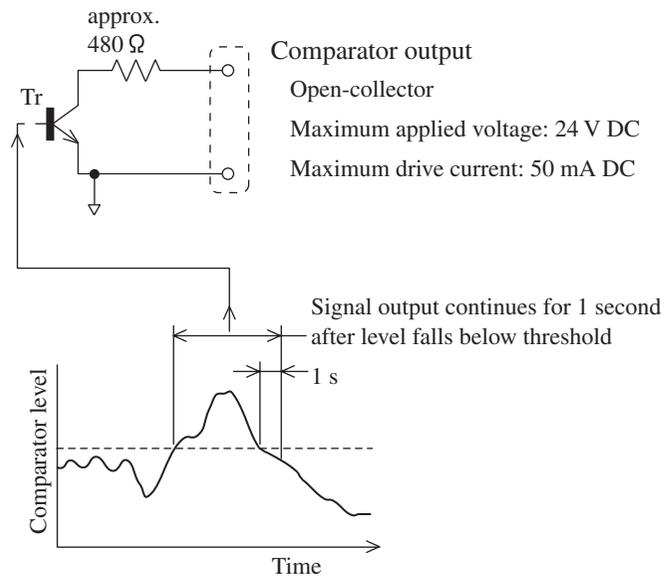 approx.
480 Ω
Comparator output
Open-collector
Tr
Maximum applied voltage: 24 V DC
Maximum drive current: 50 mA DC
Signal output continues for 1 second
after level falls below threshold
1 s
Comparator level
Time